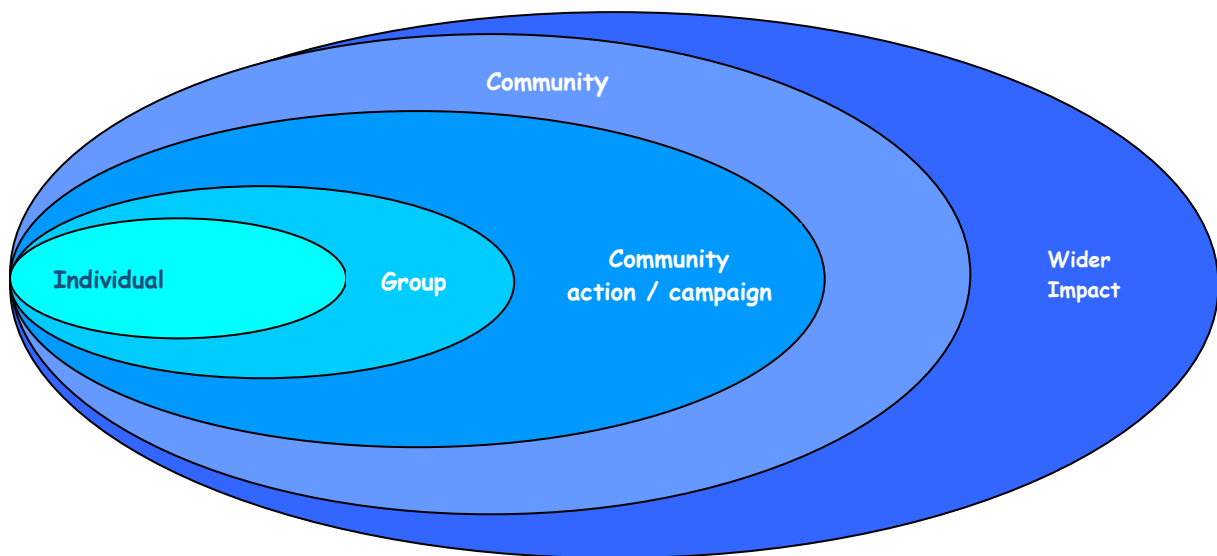 Community
Individual
Group
Community
action / campaign
Wider
Impact